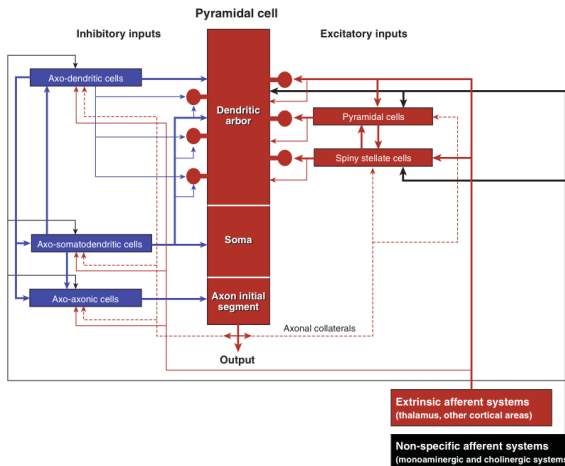 Pyramidal cell
Inhibitory inputs
Excitatory inputs
Axo-dendritic cells
Dendritic
arbor
Pyramidal cells
Spiny stellate cells
Axo-somatodendritic cells
Soma
Axo-axonic cells
Axon initial
segment
Axonal collaterals
Output
Extrinsic afferent systems
(thalamus, other cortical areas)
Non-specific afferent systems
(monoaminergic and cholinergic systems